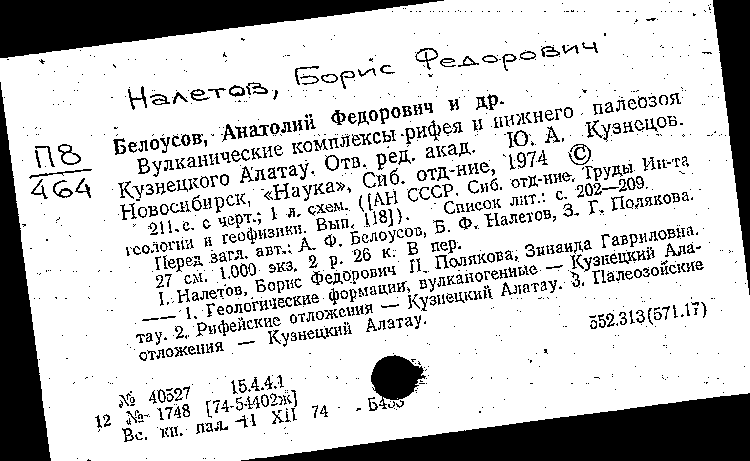 Налетов, Борис Федорович
П8
464
Белоусов, Анатолий Федорович и др.
Вулканические комплексы рифея и нижнего палеозоя
Кузнецкого Алатау. Отв. ред. акад. Ю. А. Кузнецов.
Новосибирск, «Наука», Сиб. отд-ние, 1974 ©
211 с. с черт.; 1 л. схем. ([АН СССР. Сиб. отд-ние. Труды Ин-та
геологии и геофизики. Вып. 118]). Список лит.: с. 202—209.
Перед загл. авт.: А. Ф. Белоусов, Б. Ф. Налетов, З. Г. Полякова.
27 см. 1.000 экз. 2 р. 26 к. В пер.
I. Налетов, Борис Федорович II. Полякова, Зинаида Гавриловна.
—— 1. Геологические формации, вулканогенные — Кузнецкий Ала-
тау. 2. Рифейские отложения — Кузнецкий Алатау. 3. Палеозойские
отложения — Кузнецкий Алатау.
552.313(571.17)
№ 40527 15.4.4.1
12 № 1748 [74-54402ж]
Вс. кн. пал. 11 XII 74